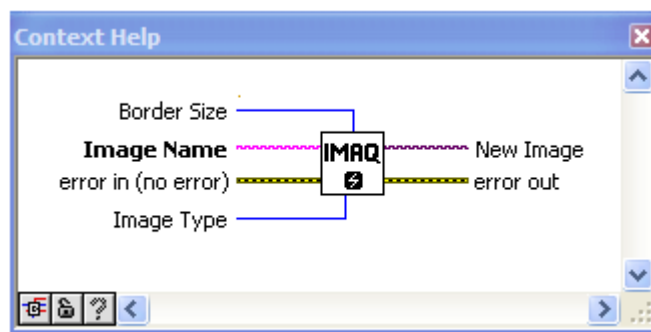 Context Help
Border Size
Image Name IMAQ New Image
error in (no error) error out
Image Type
?